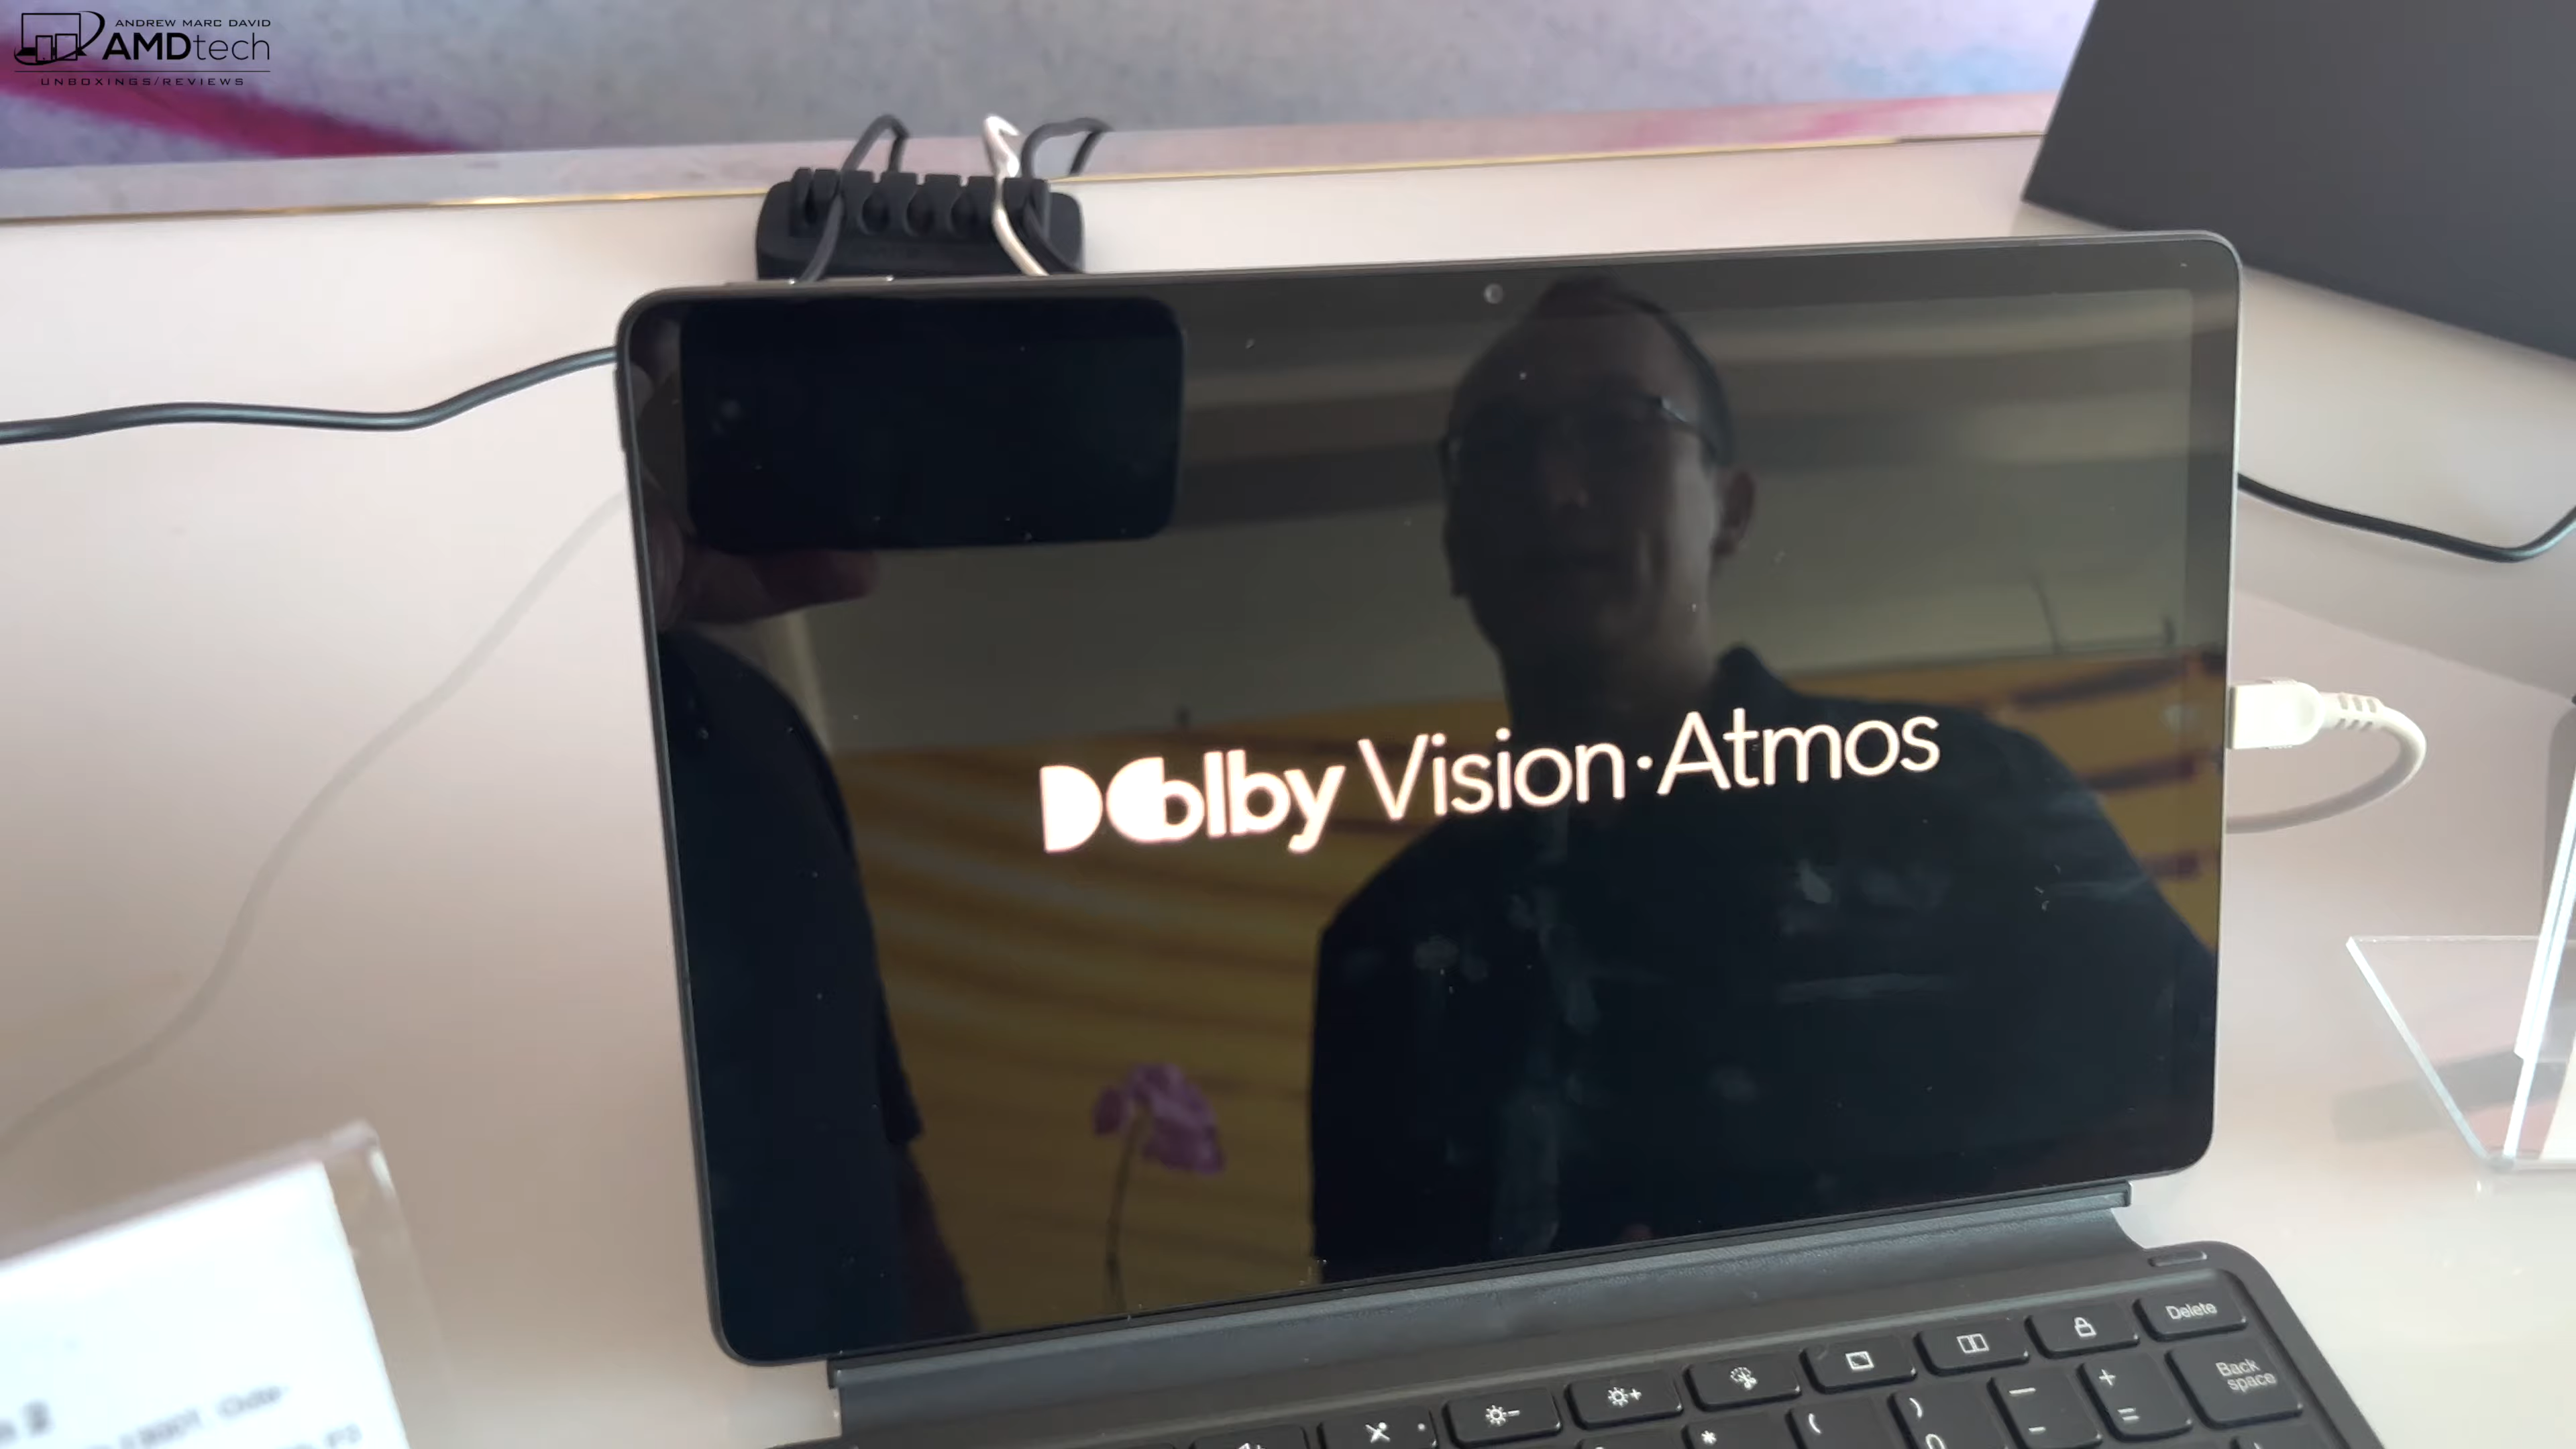 ANDREW MARC DAVID
AMDtech
UNBOXINGS/REVIEWS
Dolby Vision·Atmos
Delete
Back
space
+
=
*
(
)